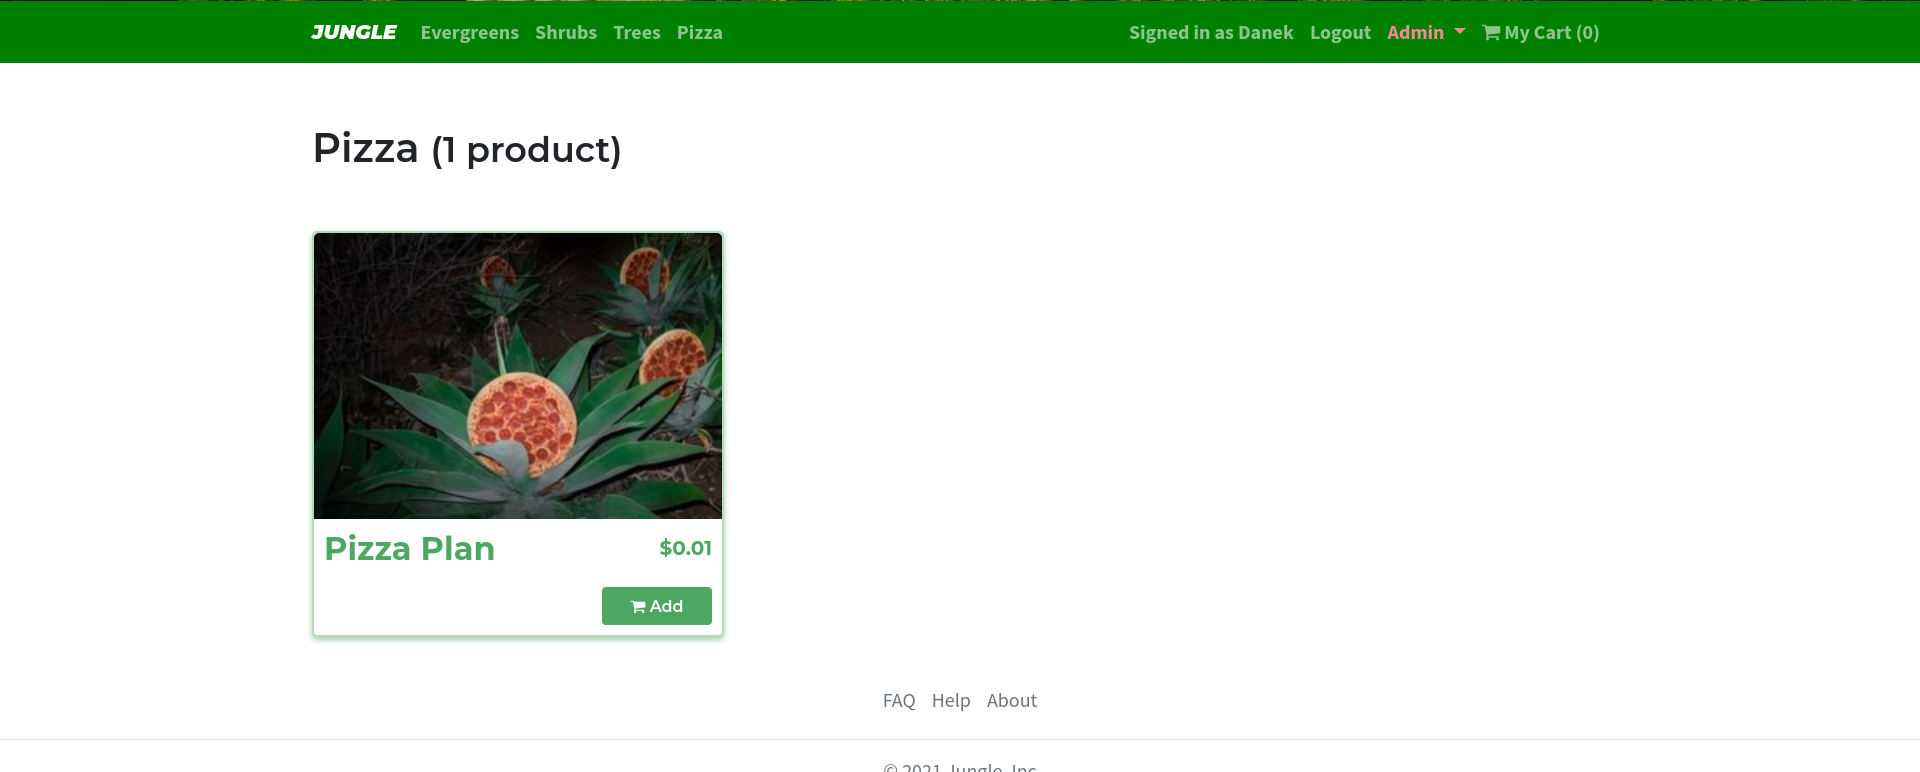 JUNGLE Evergreens Shrubs Trees Pizza Signed in as Danek Logout Admin My Cart (0)
Pizza (1 product)
Pizza Plan $0.01
Add
FAQ Help About
© 2021 Jungle, Inc.